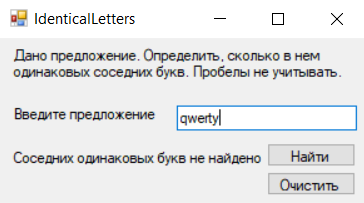 IdenticalLetters
Дано предложение. Определить, сколько в нем
одинаковых соседних букв. Пробелы не учитывать.
Введите предложение qwerty
Соседних одинаковых букв не найдено Найти
Очистить